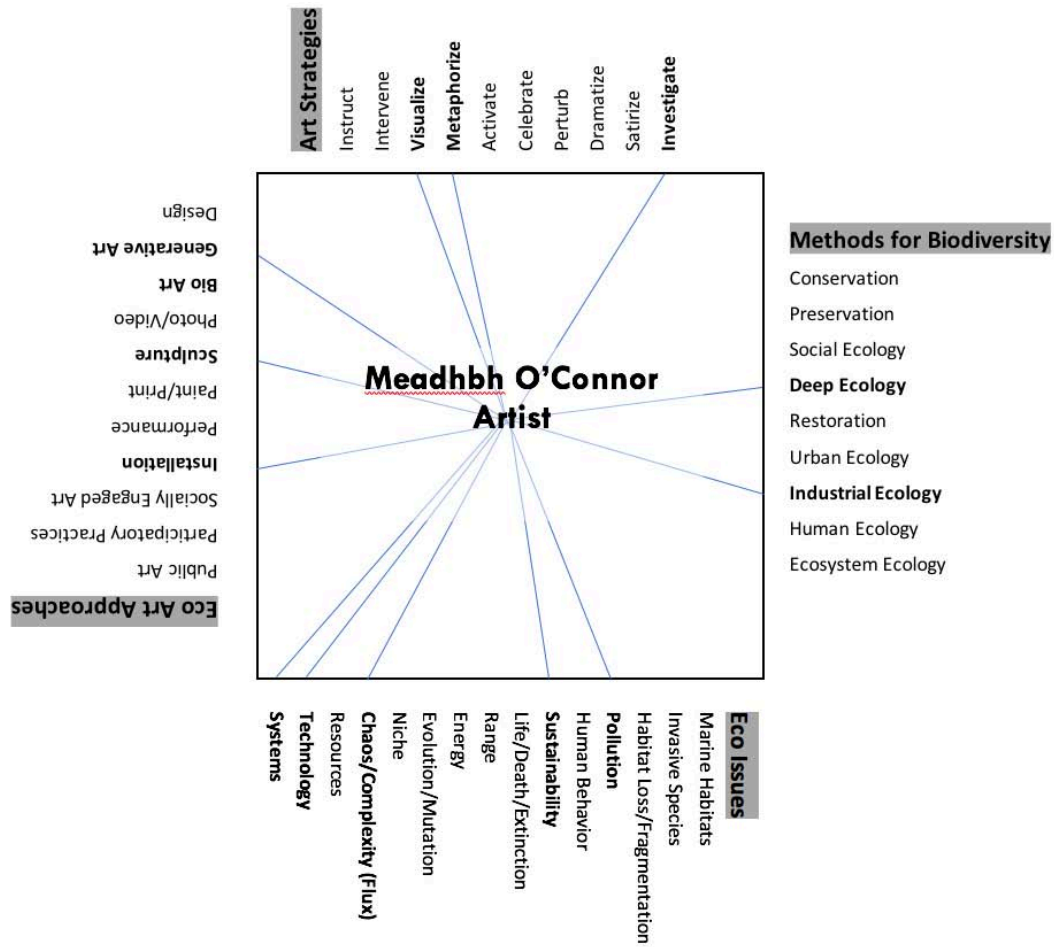 Art Strategies
Instruct
Intervene
Visualize
Metaphorize
Activate
Celebrate
Perturb
Dramatize
Satirize
Investigate
Methods for Biodiversity
Conservation
Preservation
Social Ecology
Deep Ecology
Restoration
Urban Ecology
Industrial Ecology
Human Ecology
Ecosystem Ecology
Meadhbh O’Connor
Artist
Eco Issues
Marine Habitats
Invasive Species
Habitat Loss/Fragmentation
Pollution
Human Behavior
Sustainability
Life/Death/Extinction
Range
Energy
Evolution/Mutation
Niche
Chaos/Complexity (Flux)
Resources
Technology
Systems
Eco Art Approaches
Public Art
Participatory Practices
Socially Engaged Art
Installation
Performance
Paint/Print
Sculpture
Photo/Video
Bio Art
Generative Art
Design